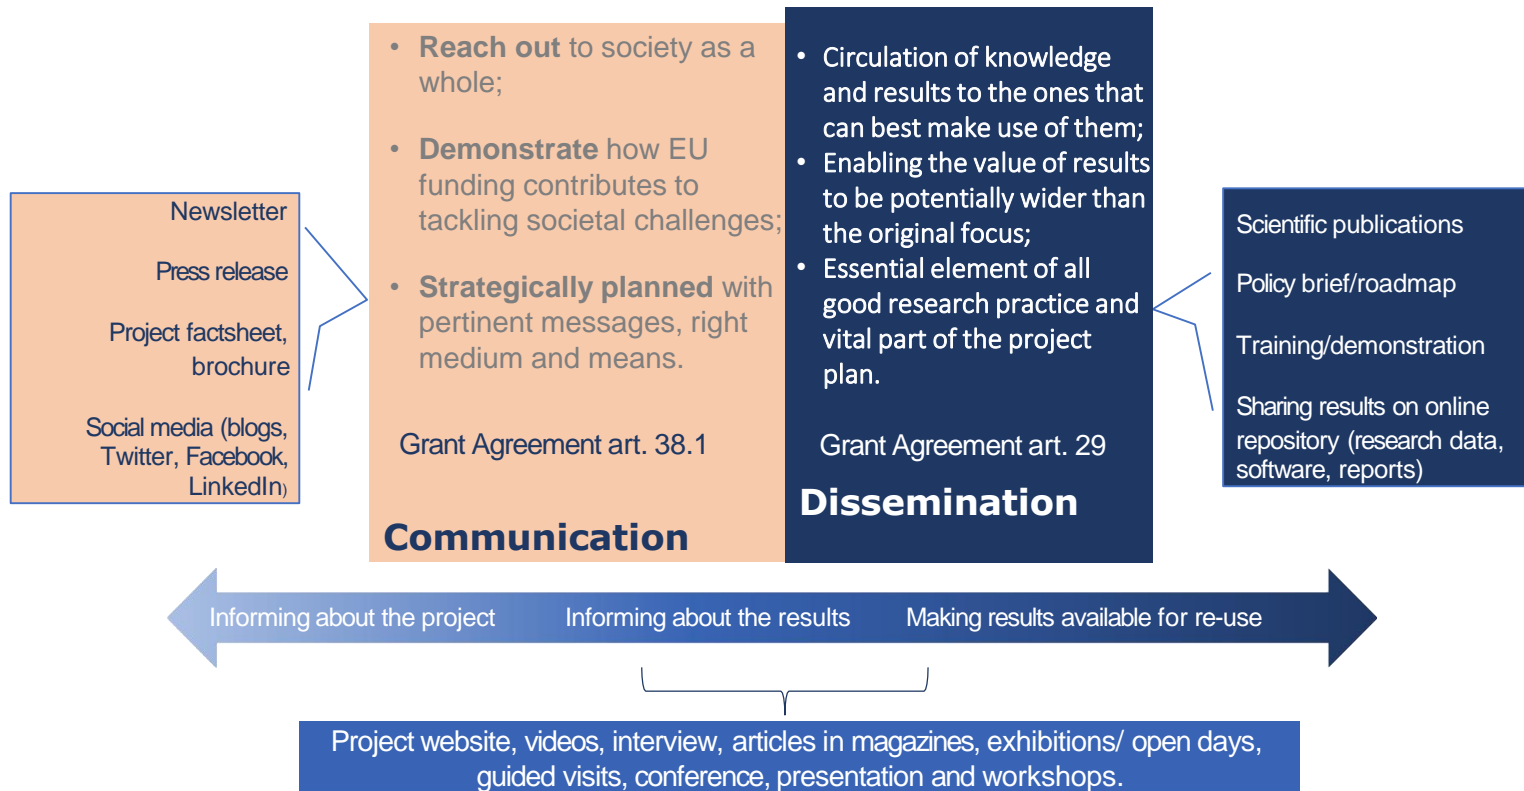 Newsletter
Press release
Project factsheet,
brochure
Social media (blogs,
Twitter, Facebook,
LinkedIn)
• Reach out to society as a
whole;
• Demonstrate how EU
funding contributes to
tackling societal challenges;
• Strategically planned with
pertinent messages, right
medium and means.
Grant Agreement art. 38.1
Communication
• Circulation of knowledge
and results to the ones that
can best make use of them;
• Enabling the value of results
to be potentially wider than
the original focus;
• Essential element of all
good research practice and
vital part of the project
plan.
Grant Agreement art. 29
Dissemination
Scientific publications
Policy brief/roadmap
Training/demonstration
Sharing results on online
repository (research data,
software, reports)
Informing about the project
Informing about the results
Making results available for re-use
Project website, videos, interview, articles in magazines, exhibitions/ open days,
guided visits, conference, presentation and workshops.